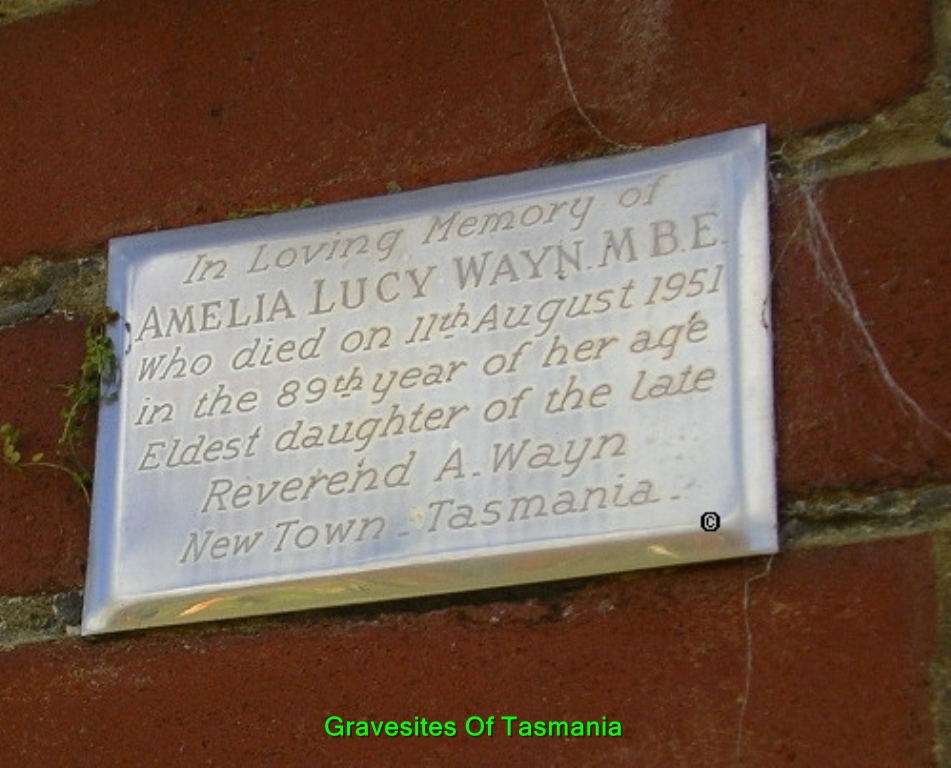 In Loving Memory of
AMELIA LUCY WAYN.M B.E.
Who died on 11th August 1951
in the 89th year of her age
Eldest daughter of the late
Reverend A. Wayn
New Town - Tasmania.
©
Gravesites Of Tasmania